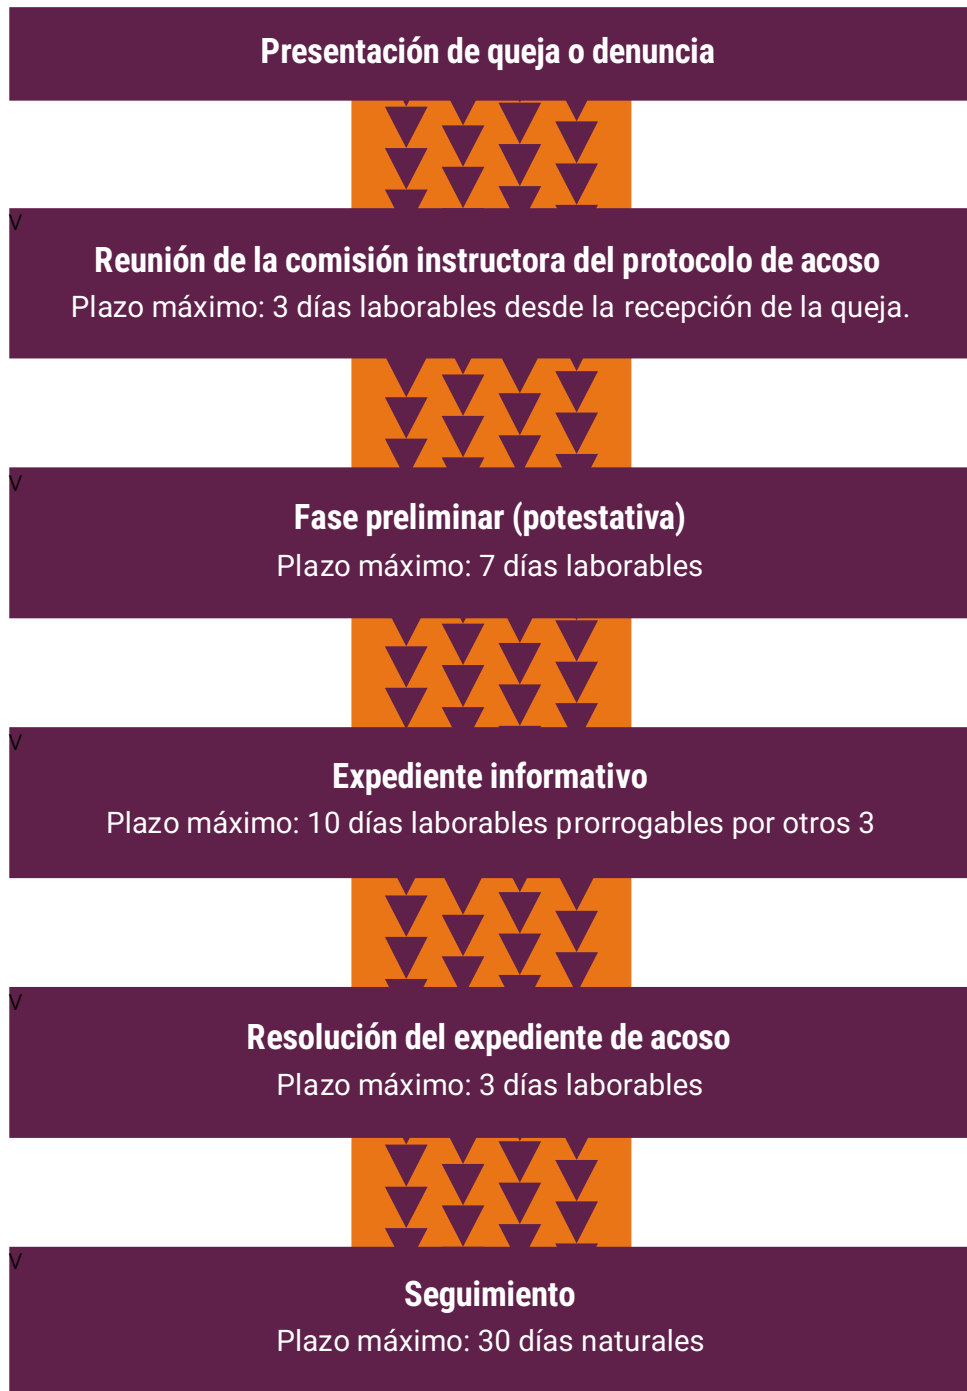 Presentación de queja o denuncia
V
Reunión de la comisión instructora del protocolo de acoso
Plazo máximo: 3 días laborables desde la recepción de la queja.
V
Fase preliminar (potestativa)
Plazo máximo: 7 días laborables
V
Expediente informativo
Plazo máximo: 10 días laborables prorrogables por otros 3
V
Resolución del expediente de acoso
Plazo máximo: 3 días laborables
V
Seguimiento
Plazo máximo: 30 días naturales